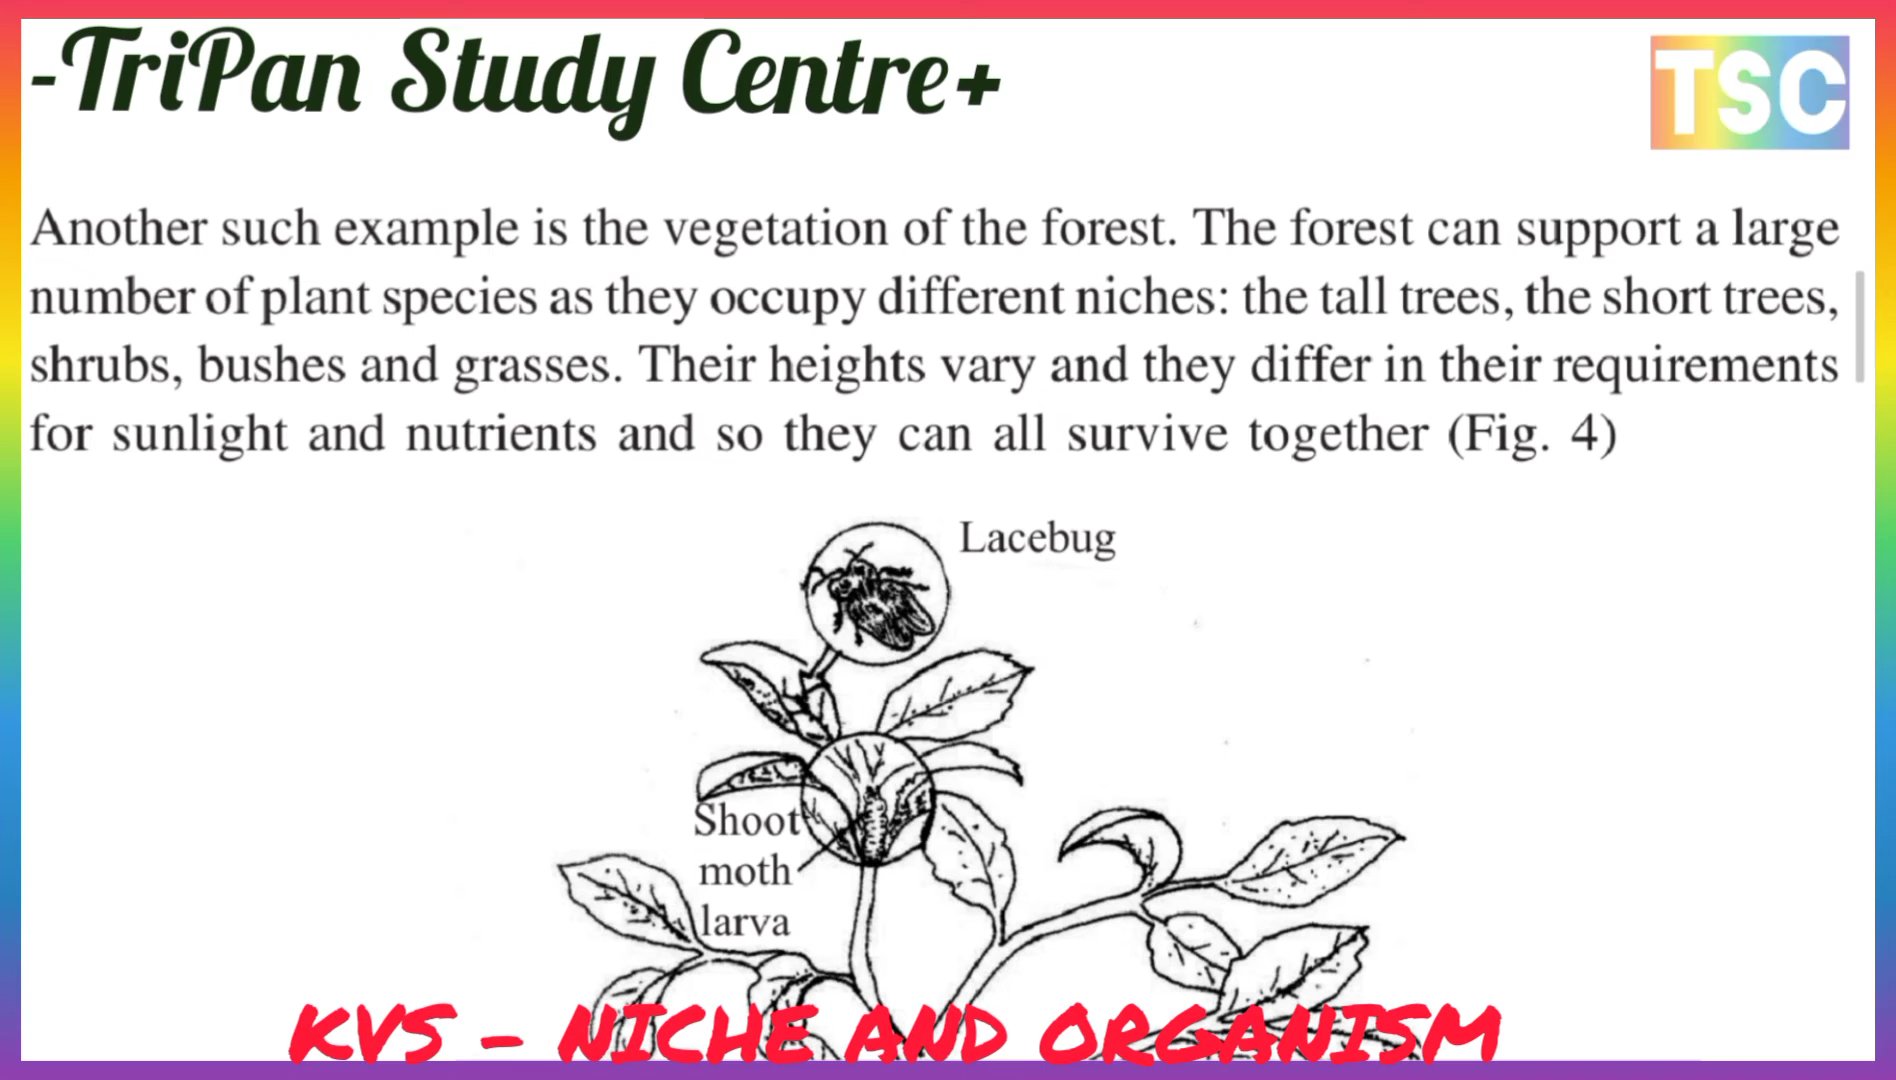 -TriPan Study Centre+
TSC
Another such example is the vegetation of the forest. The forest can support a large
number of plant species as they occupy different niches: the tall trees, the short trees,
shrubs, bushes and grasses. Their heights vary and they differ in their requirements
for sunlight and nutrients and so they can all survive together (Fig. 4)
Lacebug
Shoot
moth
larva
KVS - NICHE AND ORGANISM